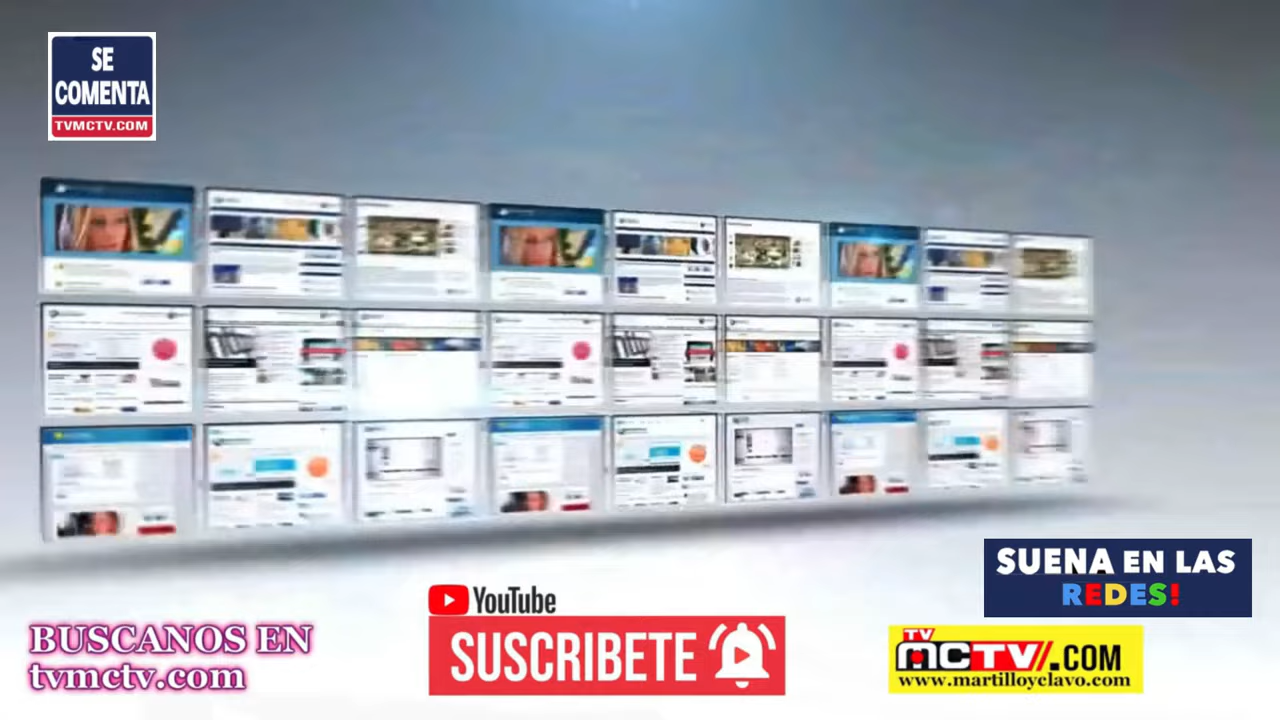 SE
COMENTA
TVMCTV.COM
SUENA EN LAS
REDES!
YouTube
SUSCRIBETE
BUSCANOS EN
tvmctv.com
TV
MCTV//.COM
www.martilloyclavo.com